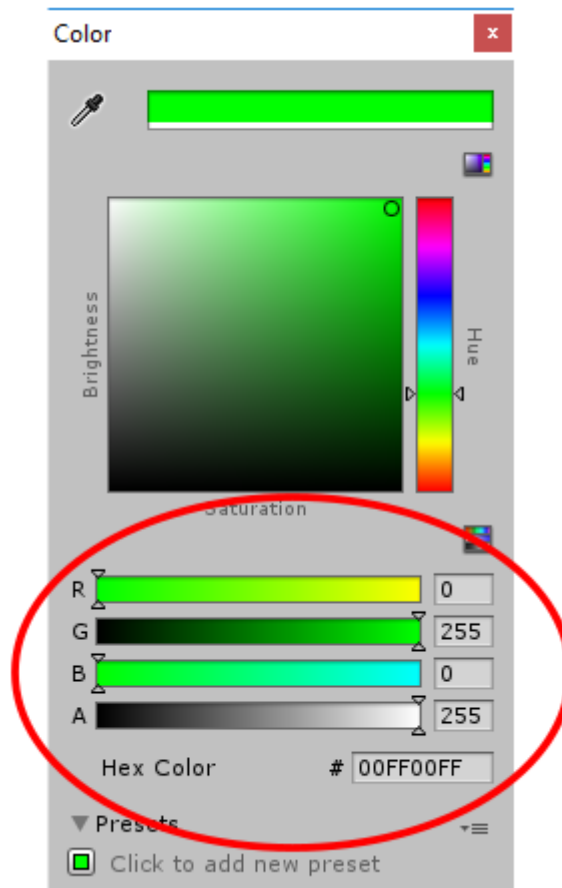 Color
x
Brightness
Hue
Saturation
R 0
G 255
B 0
A 255
Hex Color # 00FF00FF
Presets
Click to add new preset